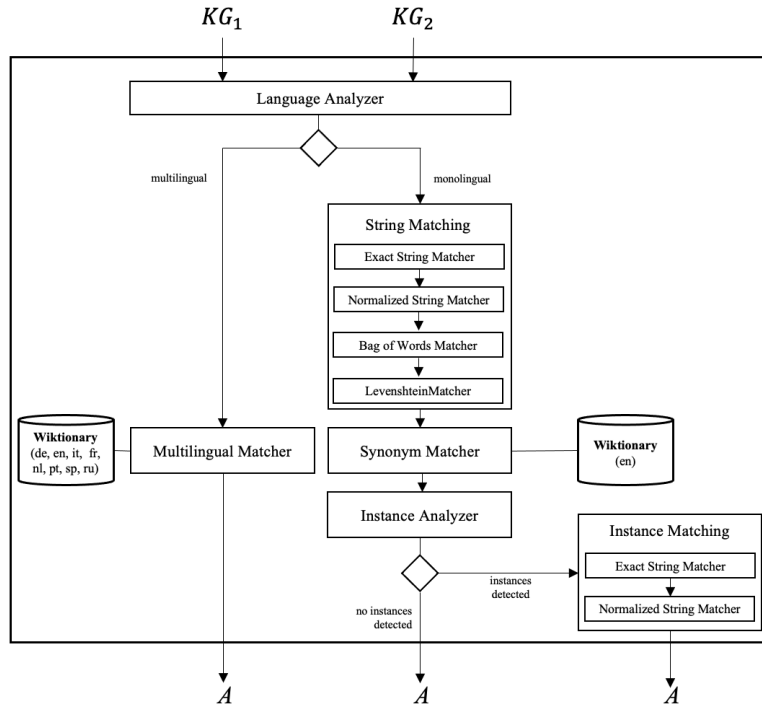 KG1 KG2
Language Analyzer
multilingual
monolingual
String Matching
Exact String Matcher
Normalized String Matcher
Bag of Words Matcher
LevenshteinMatcher
Wiktionary
(de, en, it, fr,
nl, pt, sp, ru)
Multilingual Matcher
Synonym Matcher
Wiktionary
(en)
Instance Analyzer
Instance Matching
Exact String Matcher
Normalized String Matcher
instances
detected
no instances
detected
A A A